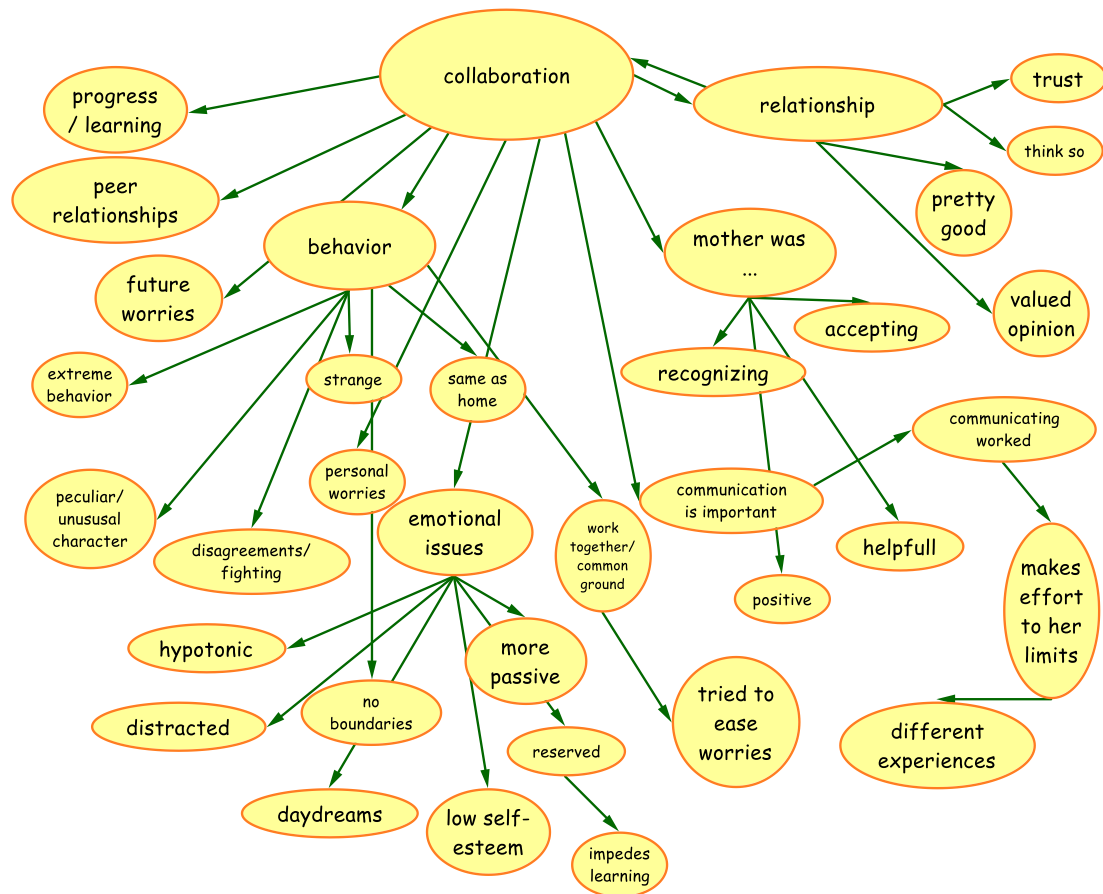 collaboration
relationship
trust
think so
pretty
good
valued
opinion
progress
/ learning
peer
relationships
behavior
future
worries
mother was
...
accepting
recognizing
extreme
behavior
strange
same as
home
communicating
worked
personal
worries
peculiar/
unususal
character
disagreements/
fighting
emotional
issues
work
together/
common
ground
communication
is important
helpfull
positive
makes
effort
to her
limits
hypotonic
more
passive
distracted
no
boundaries
reserved
tried to
ease
worries
different
experiences
daydreams
low self-
esteem
impedes
learning